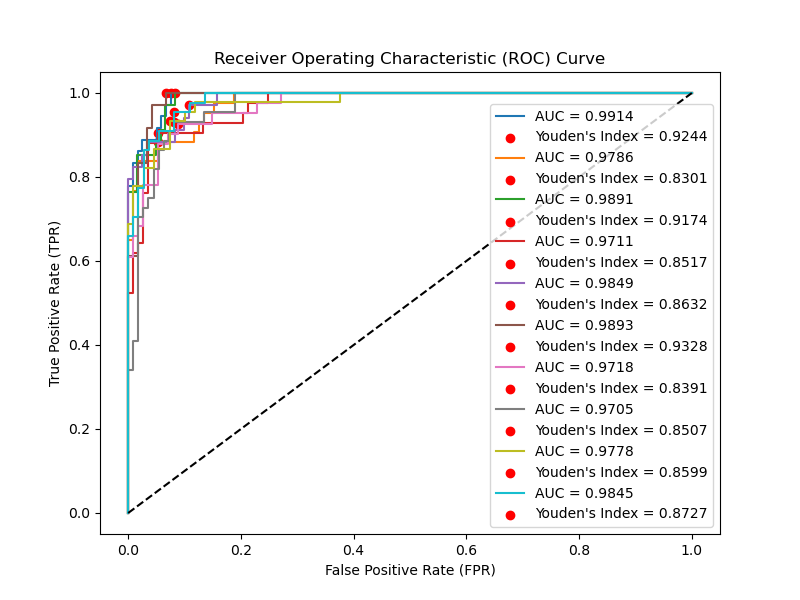 Receiver Operating Characteristic (ROC) Curve
True Positive Rate (TPR)
1.0
0.8
0.6
0.4
0.2
0.0
AUC = 0.9914
Youden's Index = 0.9244
AUC = 0.9786
Youden's Index = 0.8301
AUC = 0.9891
Youden's Index = 0.9174
AUC = 0.9711
Youden's Index = 0.8517
AUC = 0.9849
Youden's Index = 0.8632
AUC = 0.9893
Youden's Index = 0.9328
AUC = 0.9718
Youden's Index = 0.8391
AUC = 0.9705
Youden's Index = 0.8507
AUC = 0.9778
Youden's Index = 0.8599
AUC = 0.9845
Youden's Index = 0.8727
0.0 0.2 0.4 0.6 0.8 1.0
False Positive Rate (FPR)